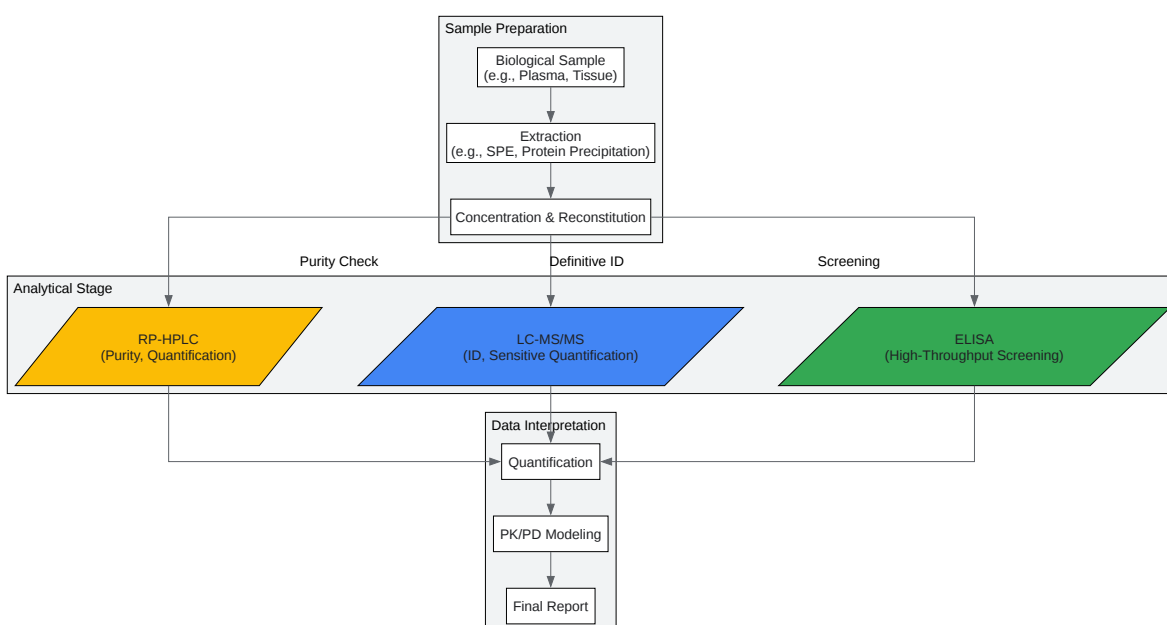 Sample Preparation
Biological Sample
(e.g., Plasma, Tissue)
Extraction
(e.g., SPE, Protein Precipitation)
Concentration & Reconstitution
Purity Check
Definitive ID
Screening
Analytical Stage
RP-HPLC
(Purity, Quantification)
LC-MS/MS
(ID, Sensitive Quantification)
ELISA
(High-Throughput Screening)
Data Interpretation
Quantification
PK/PD Modeling
Final Report